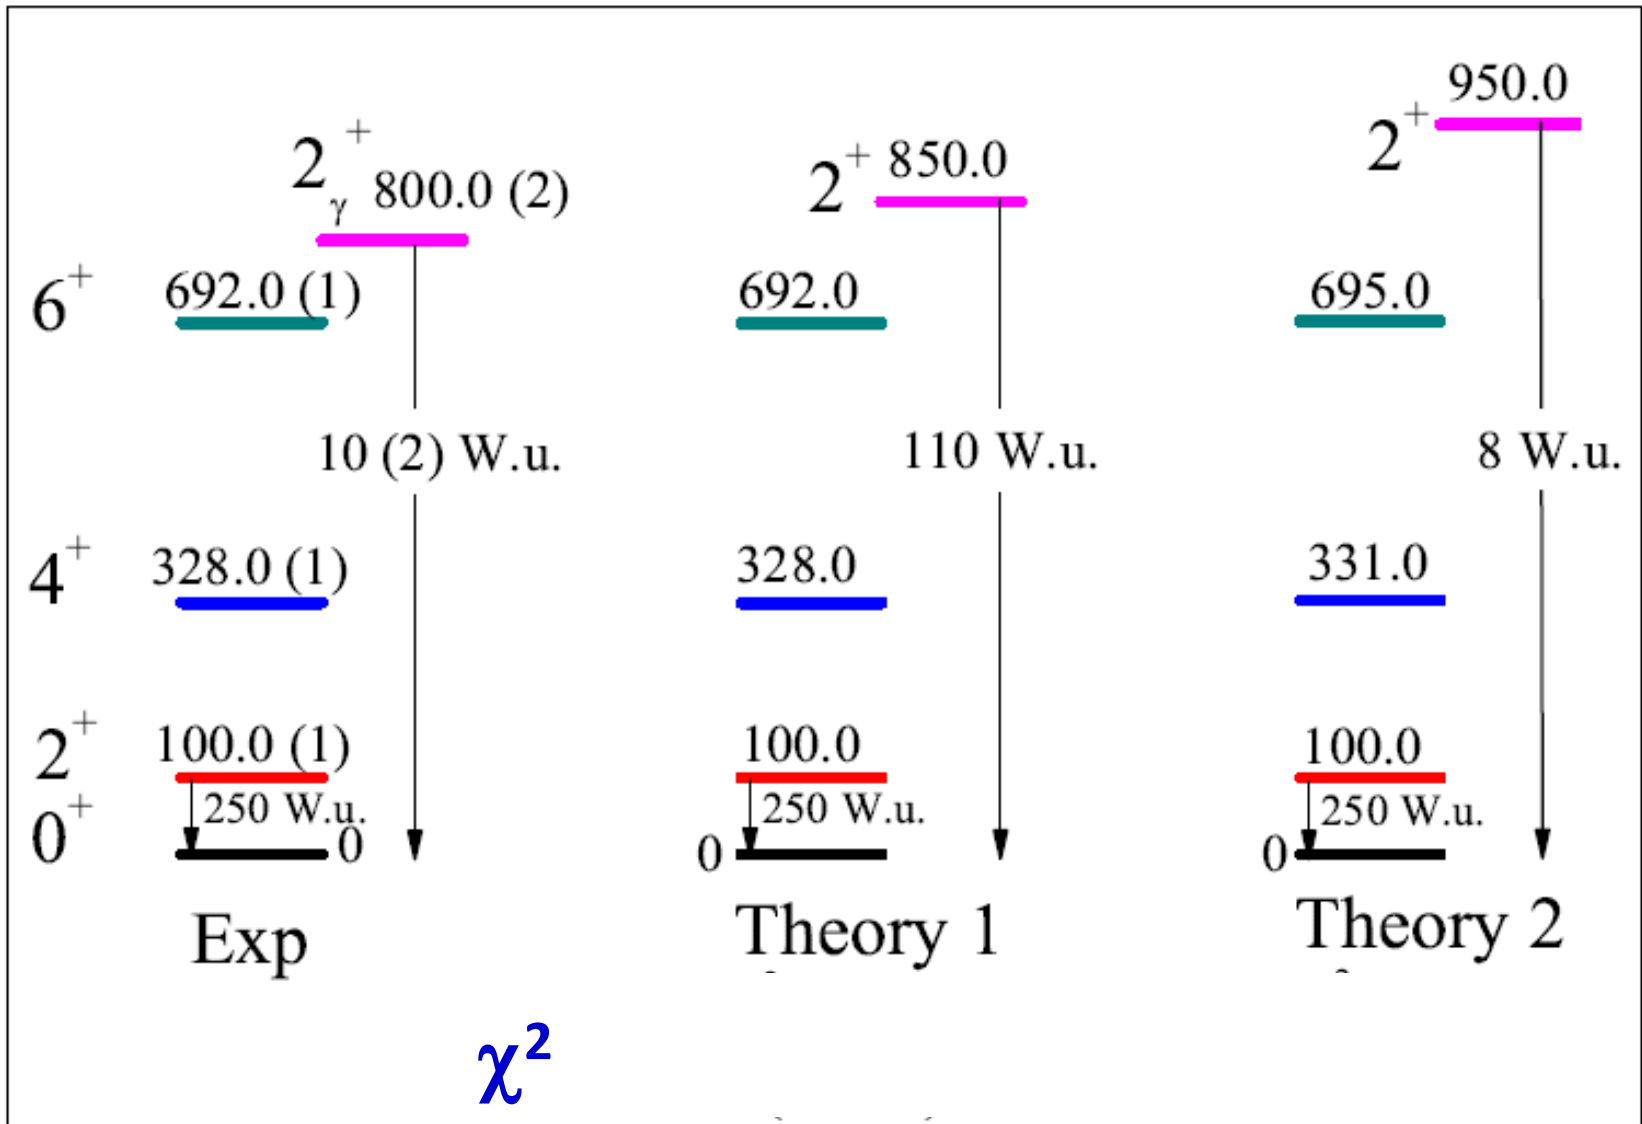 950.0
2⁺
2⁺γ 800.0 (2)
2⁺ 850.0
6⁺ 692.0 (1) 692.0 695.0
10 (2) W.u. 110 W.u. 8 W.u.
4⁺ 328.0 (1) 328.0 331.0
2⁺ 100.0 (1) 100.0 100.0
250 W.u. 250 W.u. 250 W.u.
0⁺ 0 0 0
Exp Theory 1 Theory 2
χ²